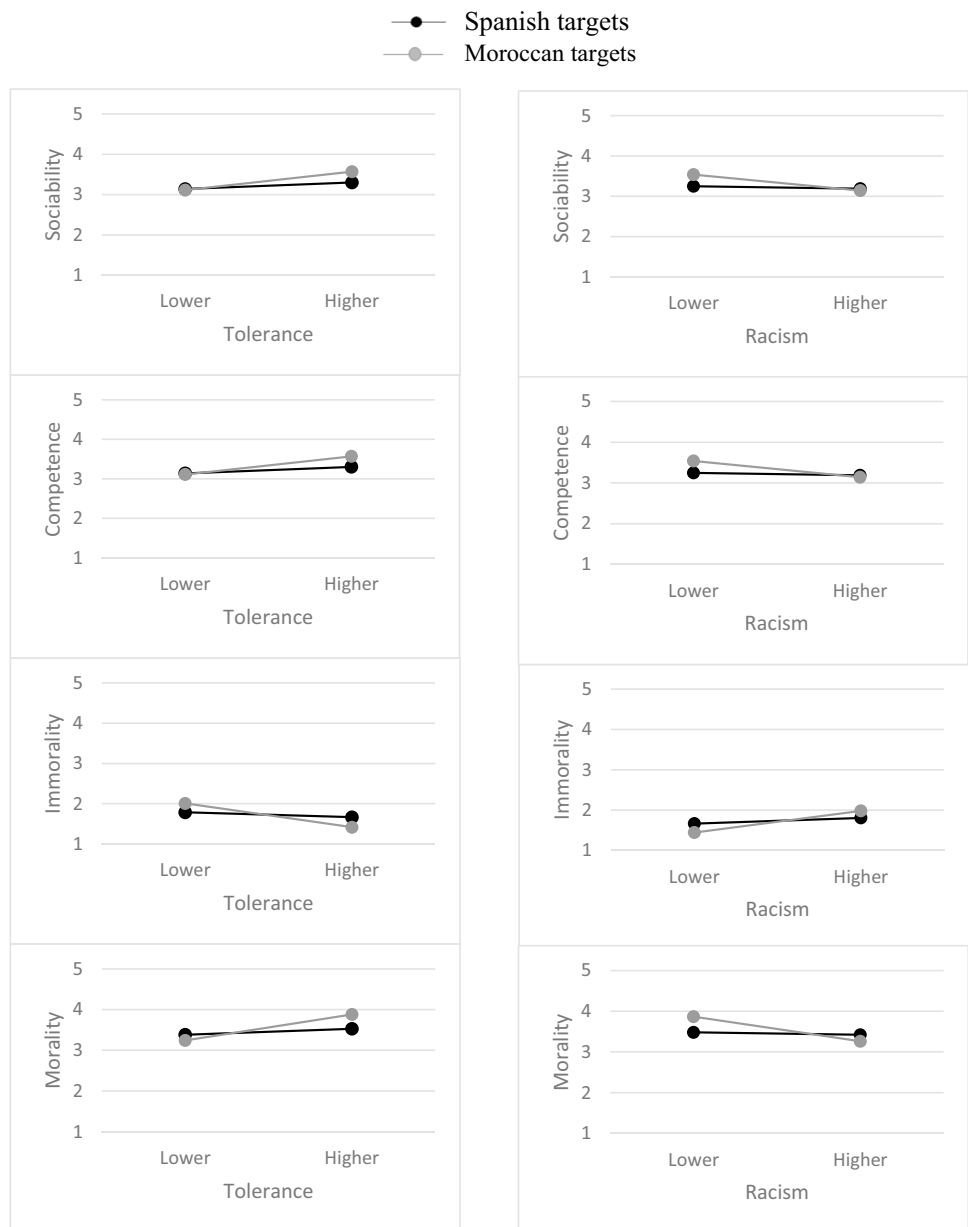 Spanish targets
Moroccan targets
5
4
3
2
1
Sociability
Lower Higher
Tolerance
5
4
3
2
1
Sociability
Lower Higher
Racism
5
4
3
2
1
Competence
Lower Higher
Tolerance
5
4
3
2
1
Competence
Lower Higher
Racism
5
4
3
2
1
Immorality
Lower Higher
Tolerance
5
4
3
2
1
Immorality
Lower Higher
Racism
5
4
3
2
1
Morality
Lower Higher
Tolerance
5
4
3
2
1
Morality
Lower Higher
Racism